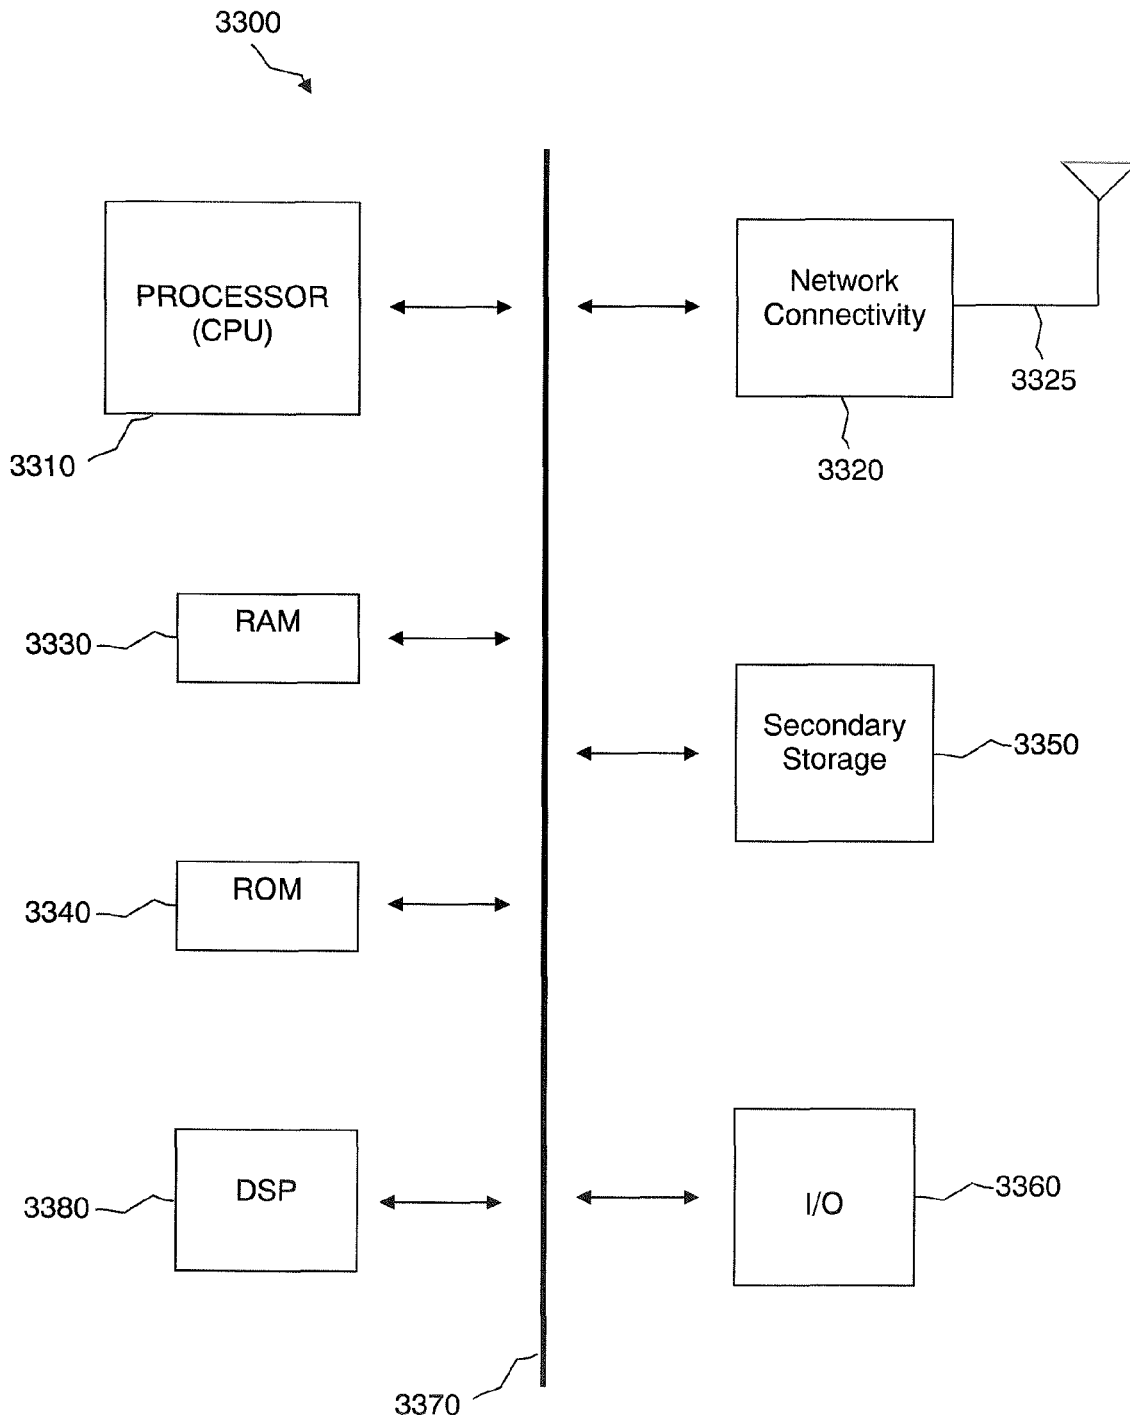 3300
PROCESSOR
(CPU)
3310
Network
Connectivity
3325
3320
RAM
3330
Secondary
Storage
3350
ROM
3340
DSP
3380
I/O
3360
3370